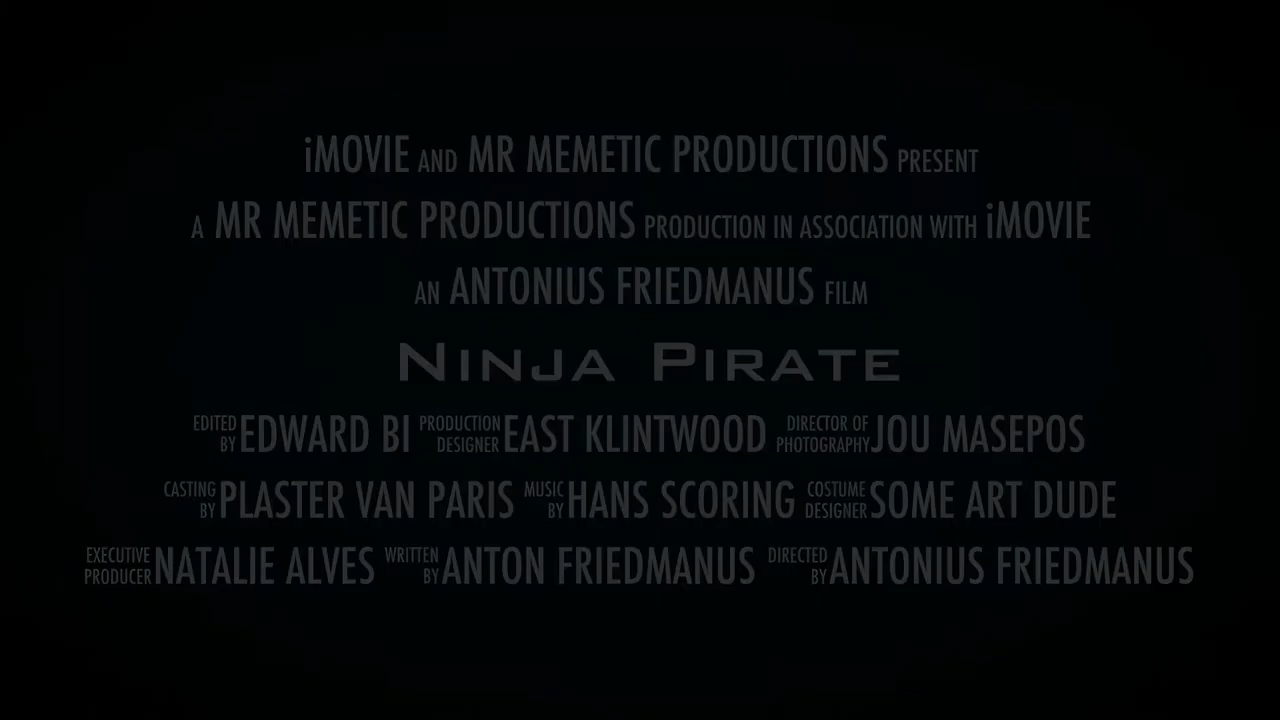 iMOVIE AND MR MEMETIC PRODUCTIONS PRESENT
A MR MEMETIC PRODUCTIONS PRODUCTION IN ASSOCIATION WITH iMOVIE
AN ANTONIUS FRIEDMANUS FILM
NINJA PIRATE
EDITED BY EDWARD BI PRODUCTION DESIGNER EAST KLINTWOOD DIRECTOR OF PHOTOGRAPHY JOU MASEPOS
CASTING BY PLASTER VAN PARIS MUSIC BY HANS SCORING COSTUME DESIGNER SOME ART DUDE
EXECUTIVE PRODUCER NATALIE ALVES WRITTEN BY ANTON FRIEDMANUS DIRECTED BY ANTONIUS FRIEDMANUS